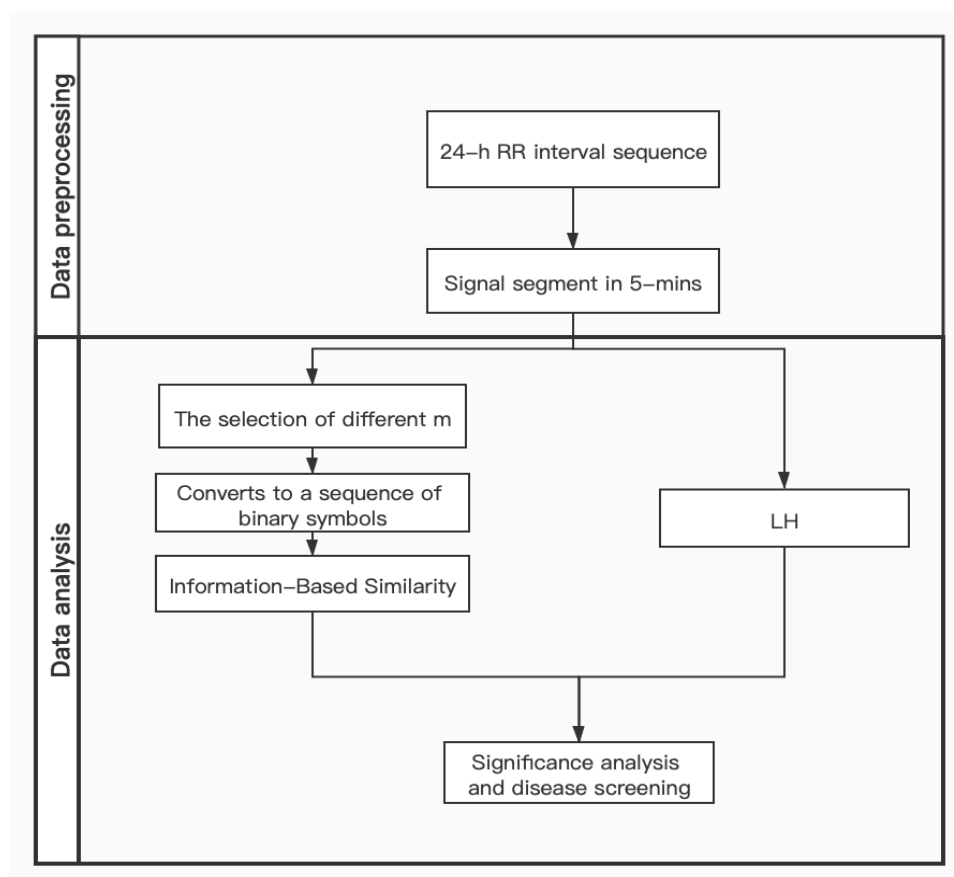 Data preprocessing
24-h RR interval sequence
Signal segment in 5-mins
Data analysis
The selection of different m
Converts to a sequence of
binary symbols
Information-Based Similarity
LH
Significance analysis
and disease screening